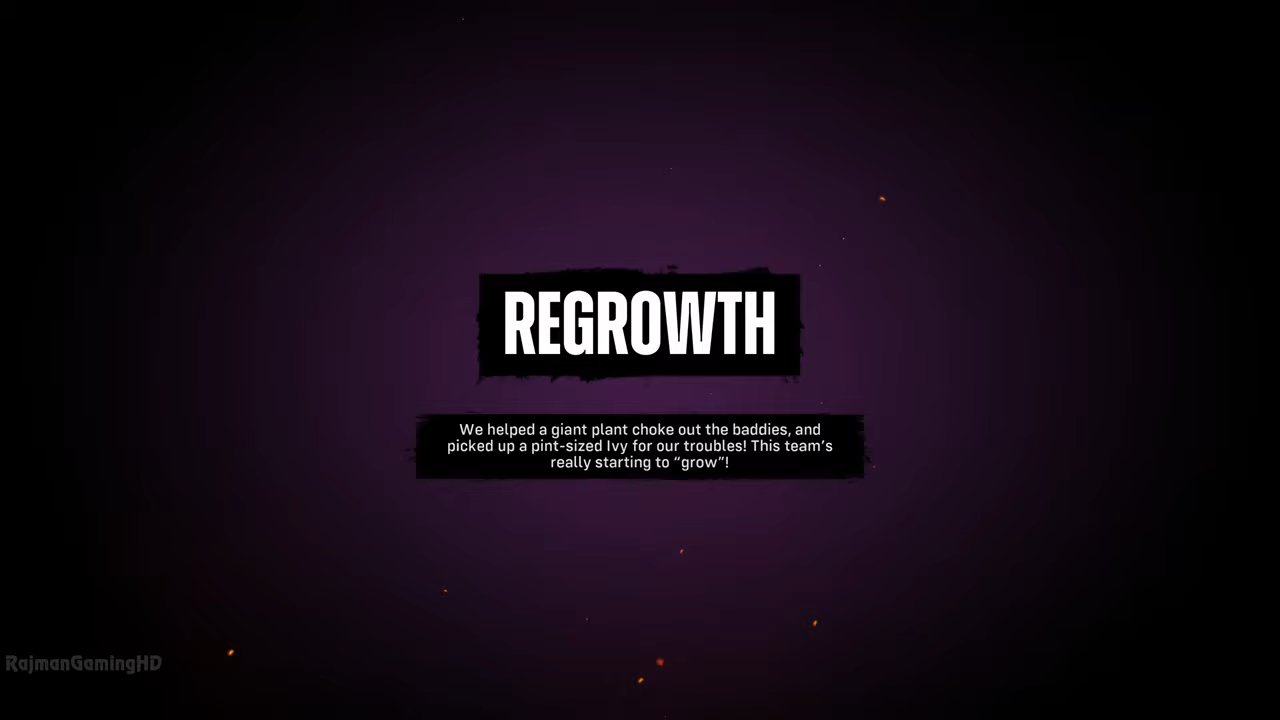 REGROWTH
We helped a giant plant choke out the baddies, and
picked up a pint-sized Ivy for our troubles! This team's
really starting to “grow”!
RajmanGamingHD